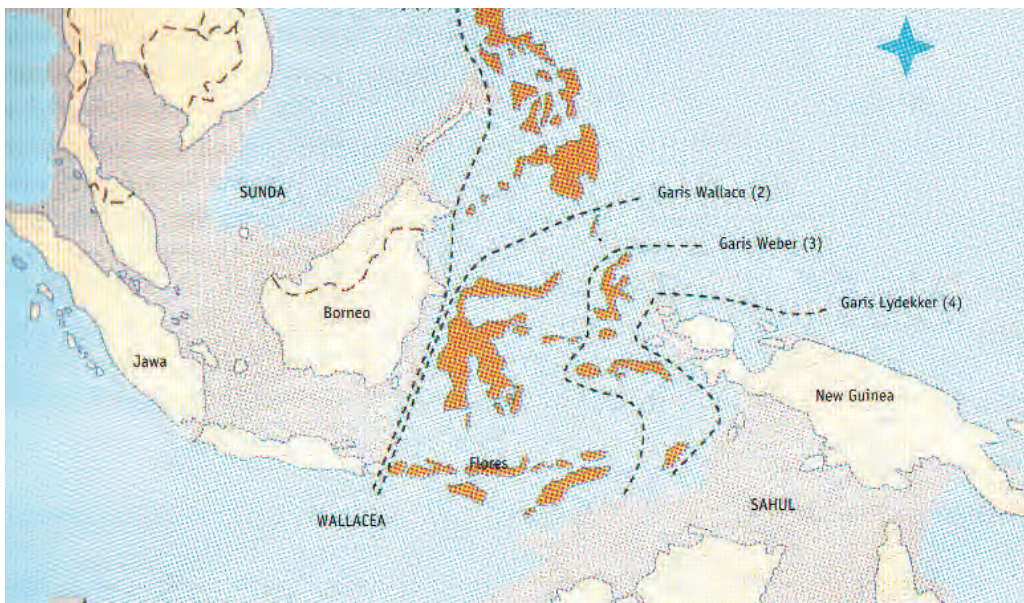 SUNDA
Garis Wallace (2)
Garis Weber (3)
Garis Lydekker (4)
Borneo
Jawa
New Guinea
Flores
SAHUL
WALLACEA